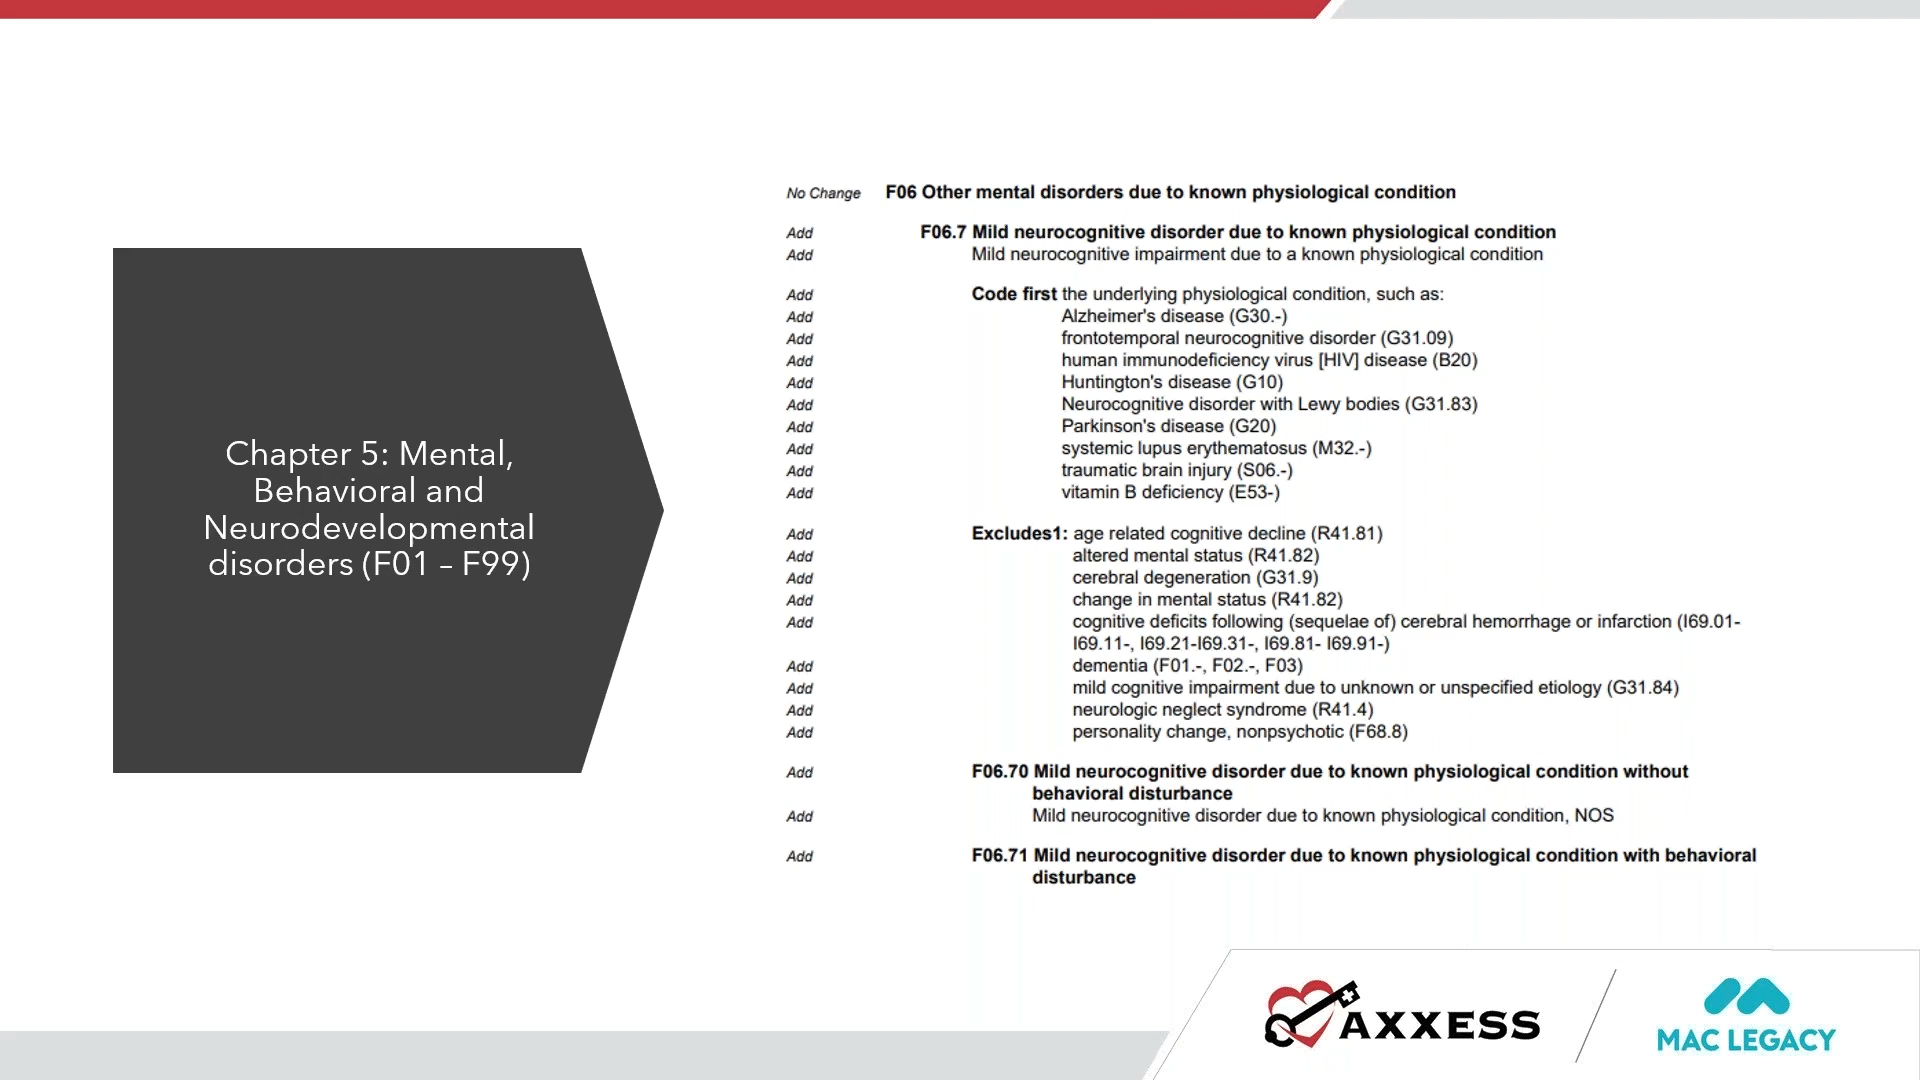 Chapter 5: Mental,
Behavioral and
Neurodevelopmental
disorders (F01 – F99)
No Change F06 Other mental disorders due to known physiological condition
Add F06.7 Mild neurocognitive disorder due to known physiological condition
Add Mild neurocognitive impairment due to a known physiological condition
Add Code first the underlying physiological condition, such as:
Add Alzheimer's disease (G30.-)
Add frontotemporal neurocognitive disorder (G31.09)
Add human immunodeficiency virus [HIV] disease (B20)
Add Huntington's disease (G10)
Add Neurocognitive disorder with Lewy bodies (G31.83)
Add Parkinson's disease (G20)
Add systemic lupus erythematosus (M32.-)
Add traumatic brain injury (S06.-)
Add vitamin B deficiency (E53-)
Add Excludes1: age related cognitive decline (R41.81)
Add altered mental status (R41.82)
Add cerebral degeneration (G31.9)
Add change in mental status (R41.82)
Add cognitive deficits following (sequelae of) cerebral hemorrhage or infarction (I69.01-
I69.11-, I69.21-I69.31-, I69.81- I69.91-)
Add dementia (F01.-, F02.-, F03)
Add mild cognitive impairment due to unknown or unspecified etiology (G31.84)
Add neurologic neglect syndrome (R41.4)
Add personality change, nonpsychotic (F68.8)
Add F06.70 Mild neurocognitive disorder due to known physiological condition without
behavioral disturbance
Add Mild neurocognitive disorder due to known physiological condition, NOS
Add F06.71 Mild neurocognitive disorder due to known physiological condition with behavioral
disturbance
AXXESS
MAC LEGACY